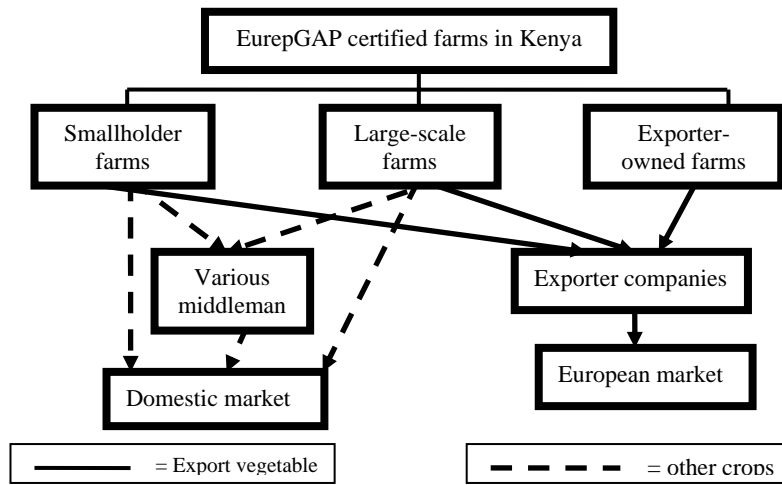 EurepGAP certified farms in Kenya
Smallholder
farms
Large-scale
farms
Exporter-
owned farms
Various
middleman
Exporter companies
Domestic market
European market
= Export vegetable
= other crops